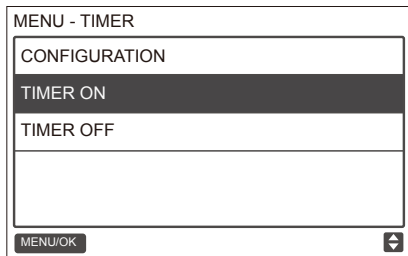 MENU - TIMER
CONFIGURATION
TIMER ON
TIMER OFF
MENU/OK